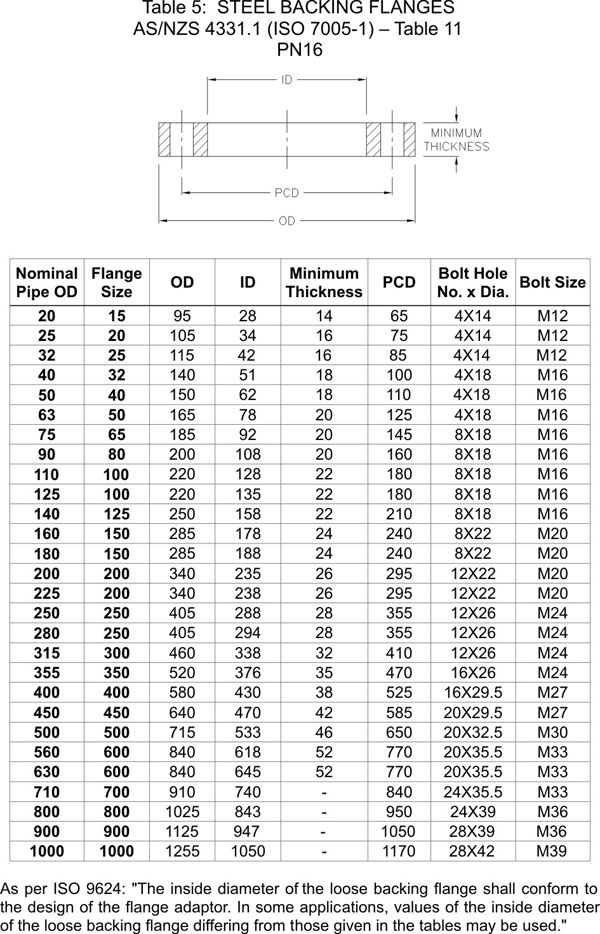 Table 5: STEEL BACKING FLANGES
AS/NZS 4331.1 (ISO 7005-1) – Table 11
PN16
ID
MINIMUM
THICKNESS
PCD
OD
Nominal Pipe OD Flange Size OD ID Minimum Thickness PCD Bolt Hole No. x Dia. Bolt Size
20 15 95 28 14 65 4X14 M12
25 20 105 34 16 75 4X14 M12
32 25 115 42 16 85 4X14 M12
40 32 140 51 18 100 4X18 M16
50 40 150 62 18 110 4X18 M16
63 50 165 78 20 125 4X18 M16
75 65 185 92 20 145 8X18 M16
90 80 200 108 20 160 8X18 M16
110 100 220 128 22 180 8X18 M16
125 100 220 135 22 180 8X18 M16
140 125 250 158 22 210 8X18 M16
160 150 285 178 24 240 8X22 M20
180 150 285 188 24 240 8X22 M20
200 200 340 235 26 295 12X22 M20
225 200 340 238 26 295 12X22 M20
250 250 405 288 28 355 12X26 M24
280 250 405 294 28 355 12X26 M24
315 300 460 338 32 410 12X26 M24
355 350 520 376 35 470 16X26 M24
400 400 580 430 38 525 16X29.5 M27
450 450 640 470 42 585 20X29.5 M27
500 500 715 533 46 650 20X32.5 M30
560 600 840 618 52 770 20X35.5 M33
630 600 840 645 52 770 20X35.5 M33
710 700 910 740 - 840 24X35.5 M33
800 800 1025 843 - 950 24X39 M36
900 900 1125 947 - 1050 28X39 M36
1000 1000 1255 1050 - 1170 28X42 M39
As per ISO 9624: "The inside diameter of the loose backing flange shall conform to
the design of the flange adaptor. In some applications, values of the inside diameter
of the loose backing flange differing from those given in the tables may be used."